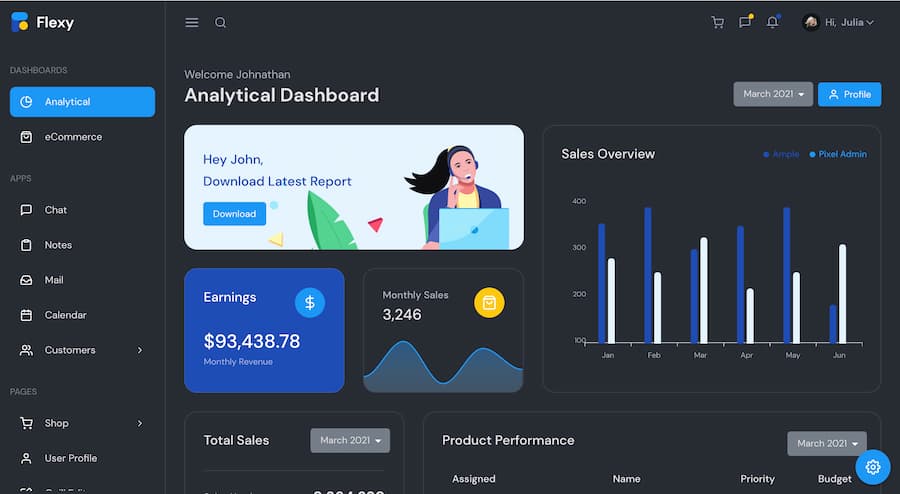 Flexy
Hi, Julia
DASHBOARDS
Analytical
eCommerce
APPS
Chat
Notes
Mail
Calendar
Customers
PAGES
Shop
User Profile
Welcome Johnathan
Analytical Dashboard
March 2021
Profile
Hey John,
Download Latest Report
Download
Earnings
$93,438.78
Monthly Revenue
Monthly Sales
3,246
Sales Overview
Ample
Pixel Admin
400
300
200
100
Jan Feb Mar Apr May Jun
Total Sales
March 2021
Product Performance
March 2021
Assigned Name Priority Budget